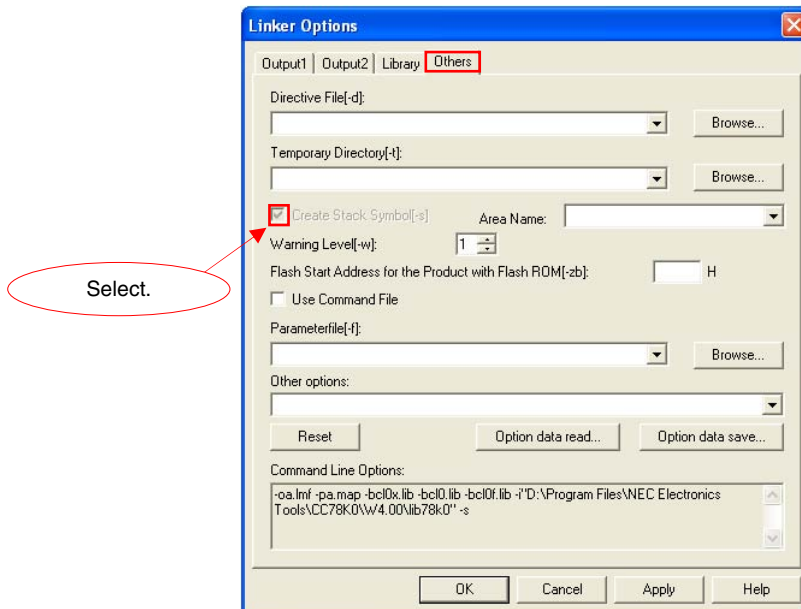 Linker Options
Output1 Output2 Library Others
Directive File[-d]:
Browse...
Temporary Directory[-t]:
Browse...
Create Stack Symbol[-s] Area Name:
Warning Level[-w]: 1
Select.
Flash Start Address for the Product with Flash ROM[-zb]: H
Use Command File
Parameterfile[-f]:
Browse...
Other options:
Reset Option data read... Option data save...
Command Line Options:
-oa.lmf -pa.map -bcl0x.lib -bcl0.lib -bcl0f.lib -i"D:\Program Files\NEC Electronics
Tools\CC78K0\W4.00\lib78k0" -s
OK Cancel Apply Help